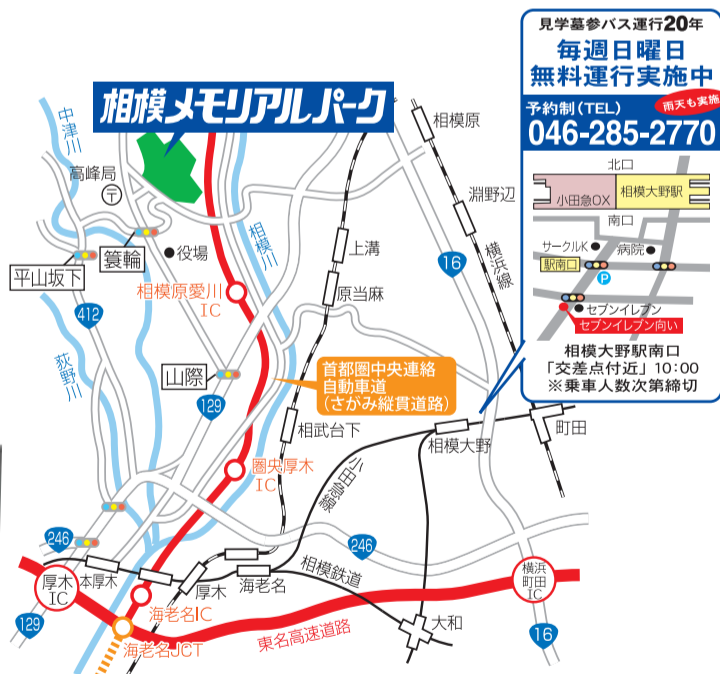 見学墓参バス運行20年
毎週日曜日
無料運行実施中
雨天も実施
予約制(TEL)
046-285-2770
北口
小田急OX
相模大野駅
南口
サークルK
病院
駅南口
P
セブンイレブン
セブンイレブン向い
相模大野駅南口
「交差点付近」10:00
※乗車人数次第締切
相模メモリアルパーク
中津川
高峰局
〒
相模原
淵野辺
横浜線
相模川
上溝
16
簑輪
役場
平山坂下
相模原愛川
IC
原当麻
412
荻野川
山際
129
首都圏中央連絡
自動車道
(さがみ縦貫道路)
相武台下
相模大野
町田
圏央厚木
IC
小田急線
246
246
相模鉄道
厚木
IC
本厚木
厚木
海老名
横浜
町田
IC
129
海老名IC
海老名JCT
東名高速道路
大和
16